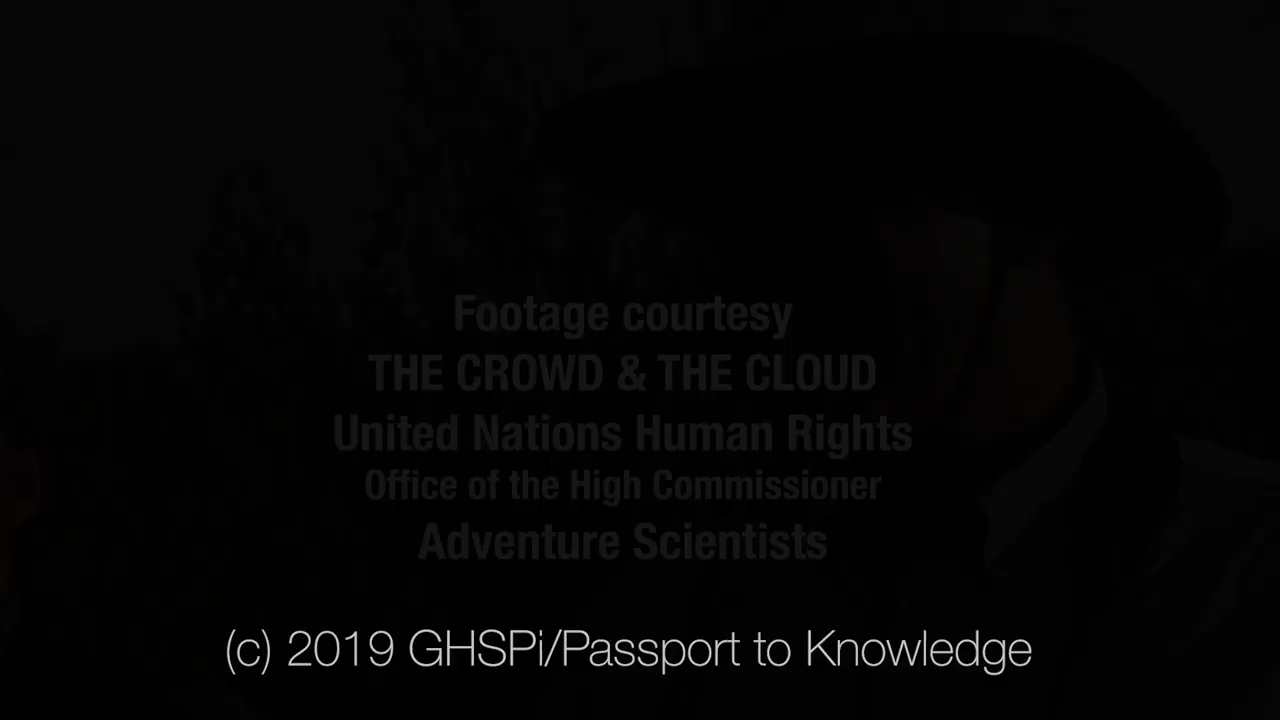 Footage courtesy
THE CROWD & THE CLOUD
United Nations Human Rights
Office of the High Commissioner
Adventure Scientists
(c) 2019 GHSPi/Passport to Knowledge